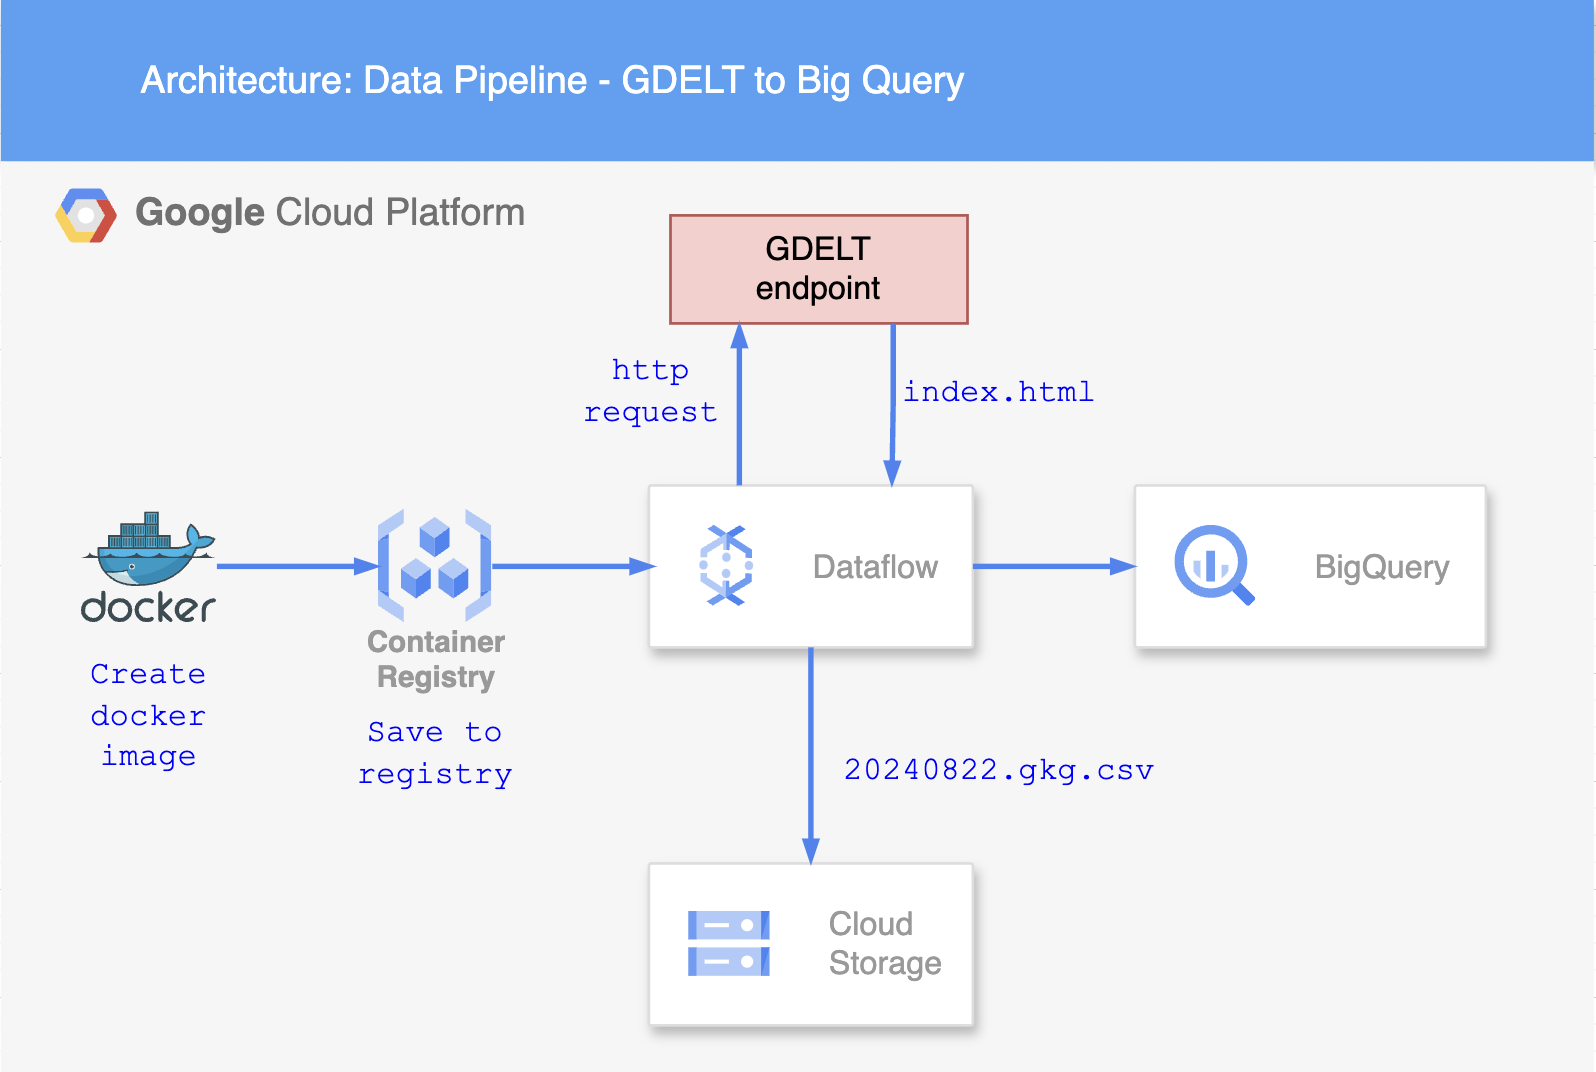 Architecture: Data Pipeline - GDELT to Big Query
Google Cloud Platform
GDELT
endpoint
http
request
index.html
docker
Create
docker
image
Container
Registry
Save to
registry
Dataflow
BigQuery
20240822.gkg.csv
Cloud
Storage